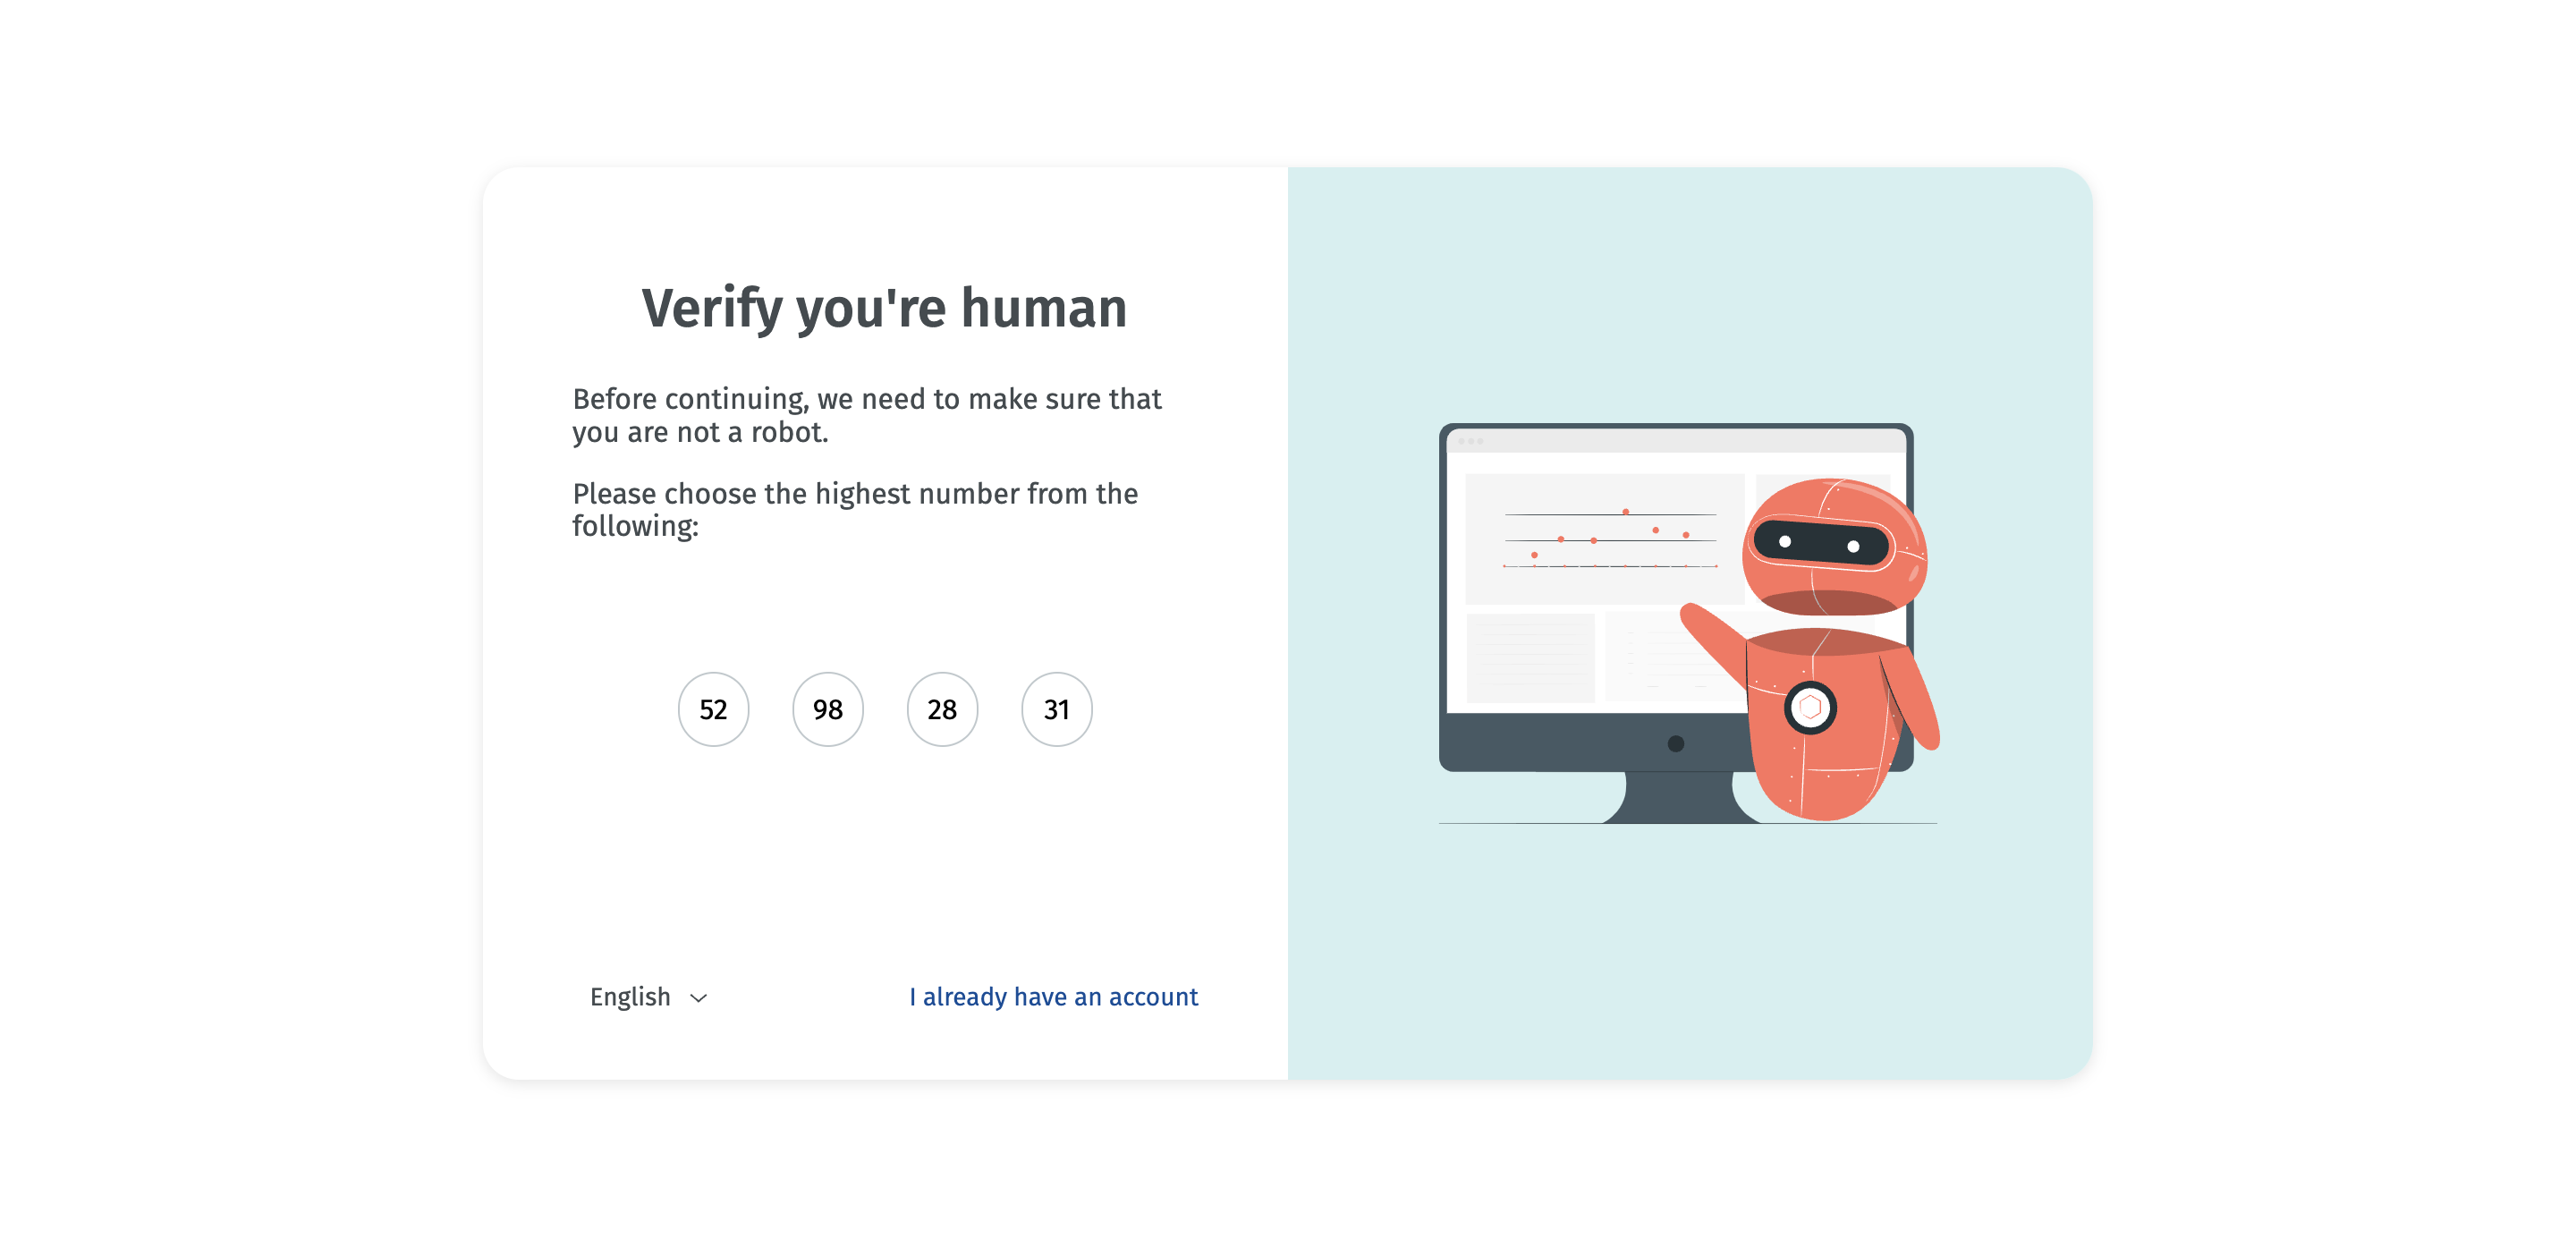 Verify you're human
Before continuing, we need to make sure that
you are not a robot.
Please choose the highest number from the
following:
52 98 28 31
English I already have an account